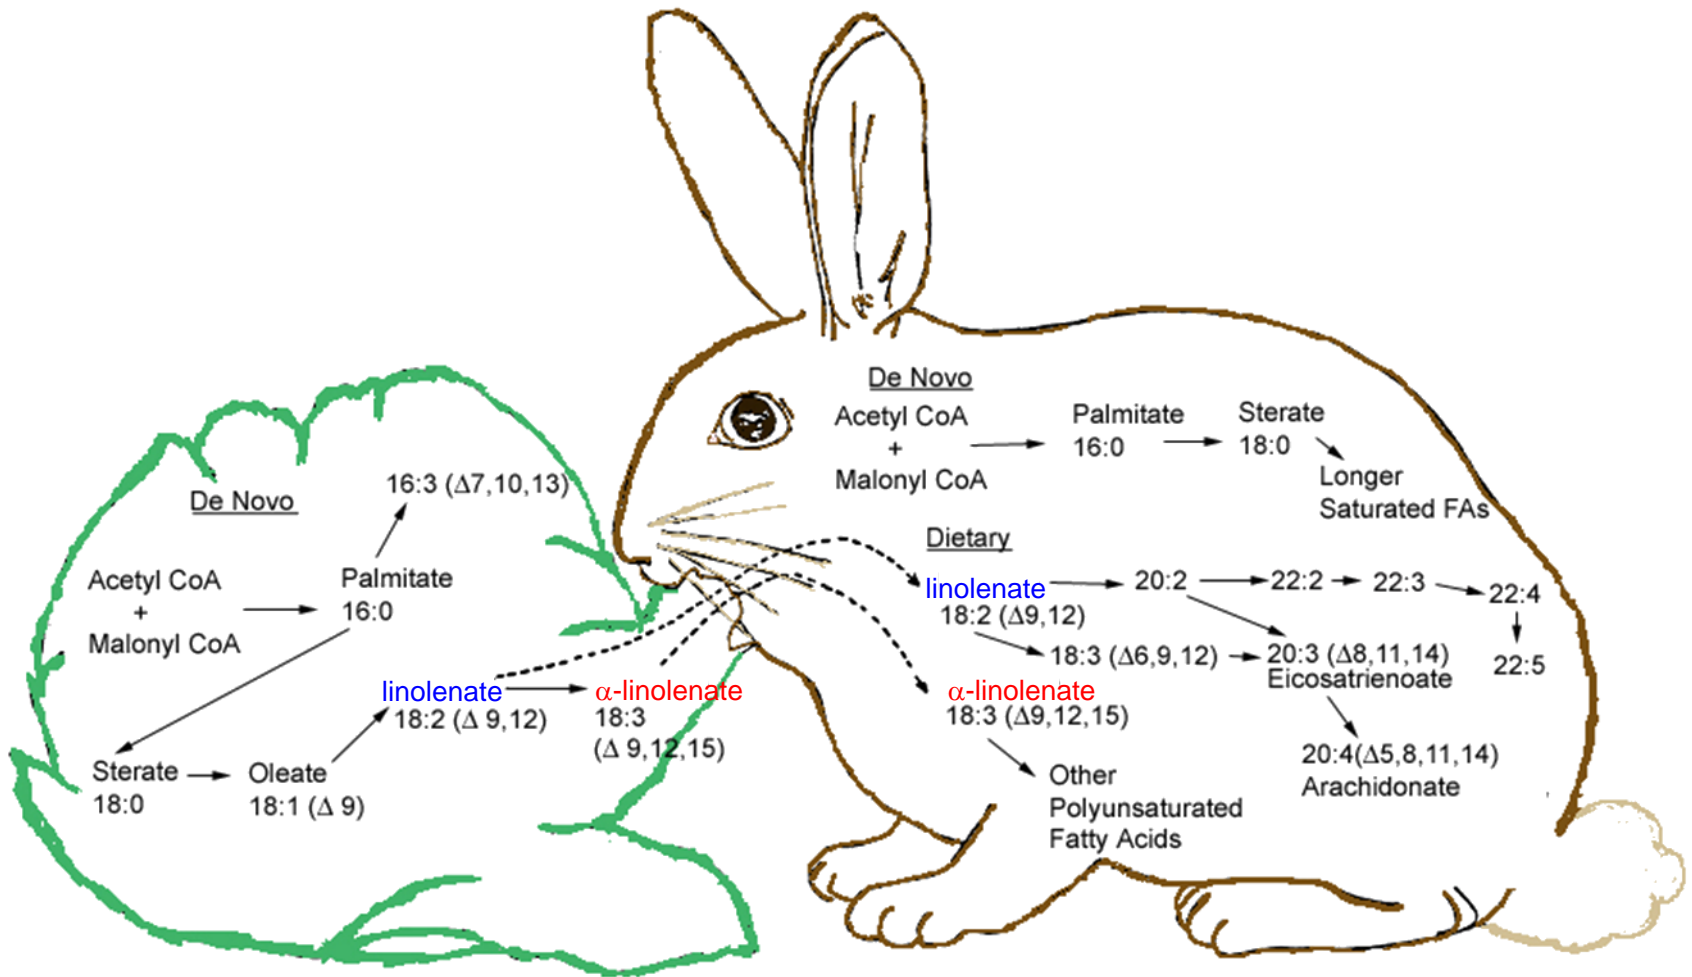 De Novo
16:3 (Δ7,10,13)
Acetyl CoA
+
Malonyl CoA
Palmitate
16:0
linolenate
18:2 (Δ 9,12)
α-linolenate
18:3
(Δ 9,12,15)
Sterate
18:0
Oleate
18:1 (Δ 9)
De Novo
Acetyl CoA
+
Malonyl CoA
Palmitate
16:0
Sterate
18:0
Longer
Saturated FAs
Dietary
linolenate
18:2 (Δ9,12)
20:2
22:2
22:3
22:4
22:5
18:3 (Δ6,9,12)
20:3 (Δ8,11,14)
Eicosatrienoate
20:4(Δ5,8,11,14)
Arachidonate
α-linolenate
18:3 (Δ9,12,15)
Other
Polyunsaturated
Fatty Acids